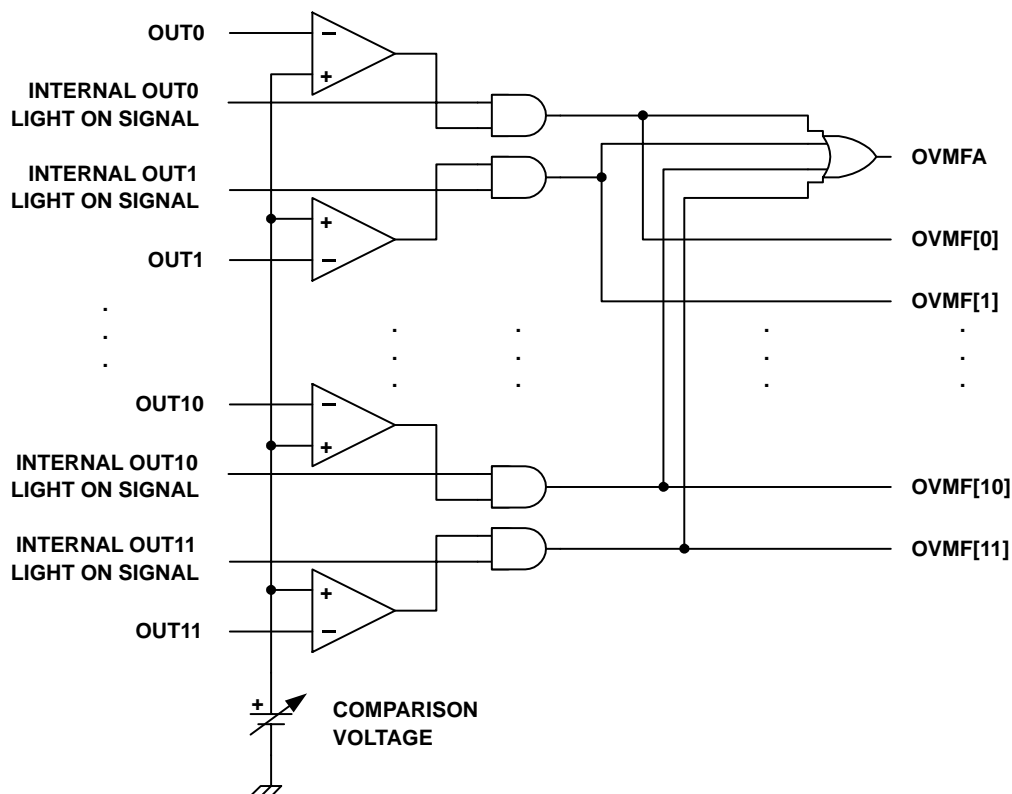 OUT0
INTERNAL OUT0
LIGHT ON SIGNAL
INTERNAL OUT1
LIGHT ON SIGNAL
OUT1
OUT10
INTERNAL OUT10
LIGHT ON SIGNAL
INTERNAL OUT11
LIGHT ON SIGNAL
OUT11
COMPARISON
VOLTAGE
OVMFA
OVMF[0]
OVMF[1]
OVMF[10]
OVMF[11]